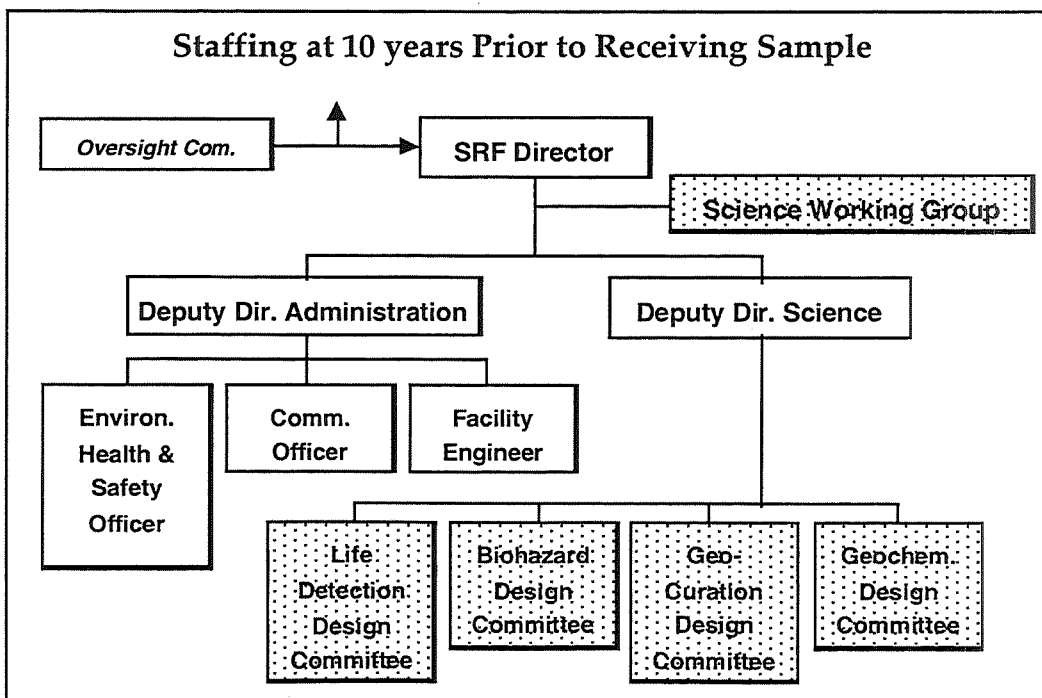 Staffing at 10 years Prior to Receiving Sample
Oversight Com.
SRF Director
Science Working Group
Deputy Dir. Administration
Deputy Dir. Science
Environ.
Health &
Safety
Officer
Comm.
Officer
Facility
Engineer
Life
Detection
Design
Committee
Biohazard
Design
Committee
Geo-
Curation
Design
Committee
Geochem.
Design
Committee